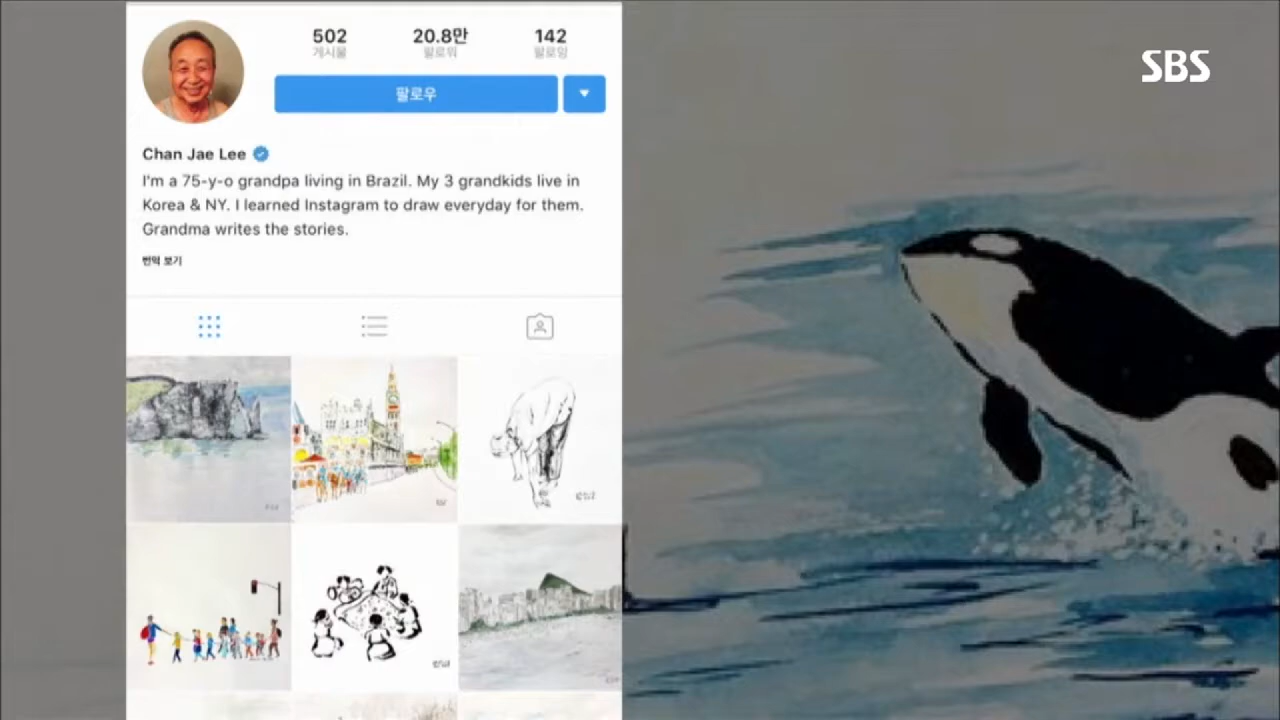 SBS
502 20.8만 142
게시물 팔로워 팔로잉
팔로우
Chan Jae Lee
I'm a 75-y-o grandpa living in Brazil. My 3 grandkids live in
Korea & NY. I learned Instagram to draw everyday for them.
Grandma writes the stories.
번역 보기